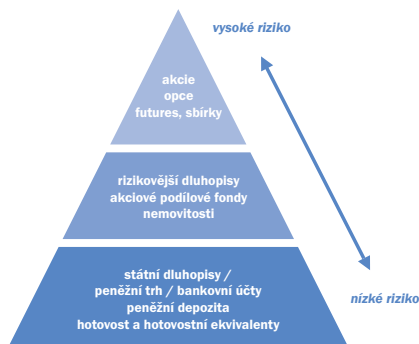 vysoké riziko
akcie
opce
futures, sbírky
rizikovější dluhopisy
akciové podílové fondy
nemovitosti
státní dluhopisy /
peněžní trh / bankovní účty
peněžní depozita
hotovost a hotovostní ekvivalenty
nízké riziko